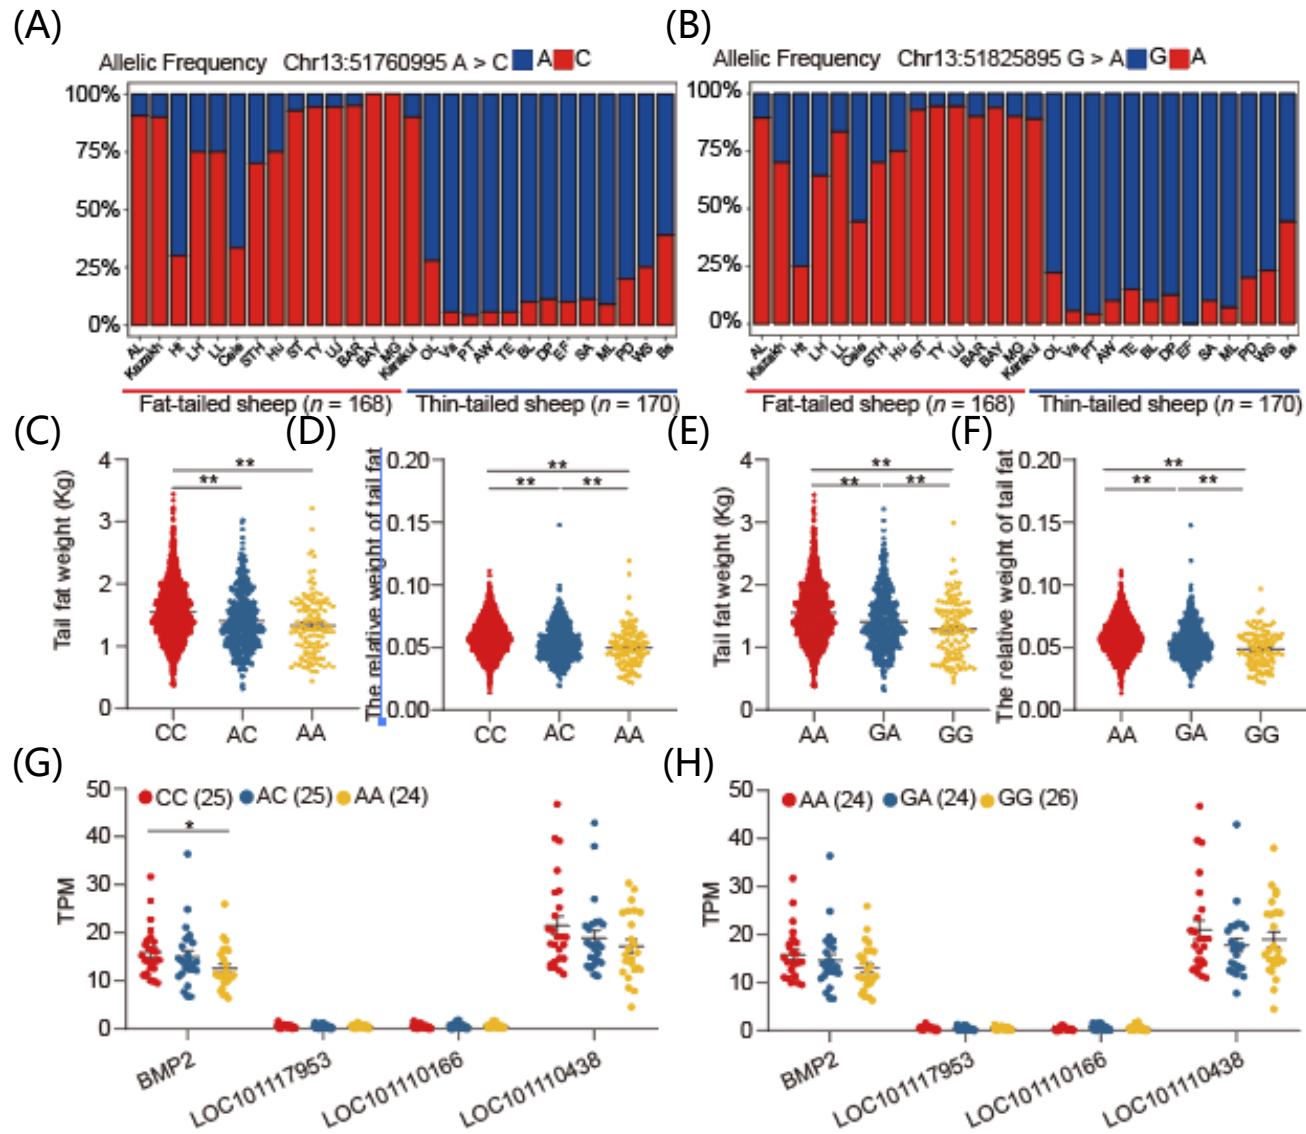 (A)
Allelic Frequency Chr13:51760995 A > C A C
100%
75%
50%
25%
0%
AL Kazakh Ht LH LL Cele STH Hu ST TY UJ BAR BAY MG Karakul OL Va PT AW TE BL DP EF SA ML PD WS Ba
Fat-tailed sheep (n = 168) Thin-tailed sheep (n = 170)
(B)
Allelic Frequency Chr13:51825895 G > A G A
100%
75%
50%
25%
0%
AL Kazakh Ht LH LL Cele STH Hu ST TY UJ BAR BAY MG Karakul OL Va PT AW TE BL DP EF SA ML PD WS Ba
Fat-tailed sheep (n = 168) Thin-tailed sheep (n = 170)
(C)
Tail fat weight (Kg)
4
3
2
1
0
** **
CC AC AA
(D)
The relative weight of tail fat
0.20
0.15
0.10
0.05
0.00
**
** **
CC AC AA
(E)
Tail fat weight (Kg)
4
3
2
1
0
**
** **
AA GA GG
(F)
The relative weight of tail fat
0.20
0.15
0.10
0.05
0.00
**
** **
AA GA GG
(G)
TPM
50
40
30
20
10
0
CC (25) AC (25) AA (24)
*
BMP2 LOC101117953 LOC101110166 LOC101110438
(H)
TPM
50
40
30
20
10
0
AA (24) GA (24) GG (26)
BMP2 LOC101117953 LOC101110166 LOC101110438